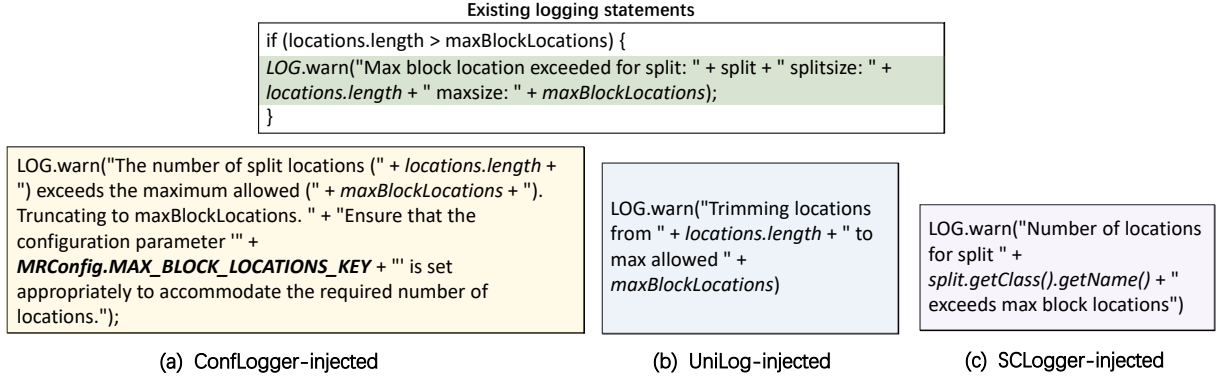 Existing logging statements
if (locations.length > maxBlockLocations) {
LOG.warn("Max block location exceeded for split: " + split + " splitsize: " +
locations.length + " maxsize: " + maxBlockLocations);
}
LOG.warn("The number of split locations (" + locations.length +
") exceeds the maximum allowed (" + maxBlockLocations + ").
Truncating to maxBlockLocations. " + "Ensure that the
configuration parameter '" +
MRConfig.MAX_BLOCK_LOCATIONS_KEY + "' is set
appropriately to accommodate the required number of
locations.");
(a) ConfLogger-injected
LOG.warn("Trimming locations
from " + locations.length + " to
max allowed " +
maxBlockLocations)
(b) UniLog-injected
LOG.warn("Number of locations
for split " +
split.getClass().getName() + "
exceeds max block locations")
(c) SCLogger-injected